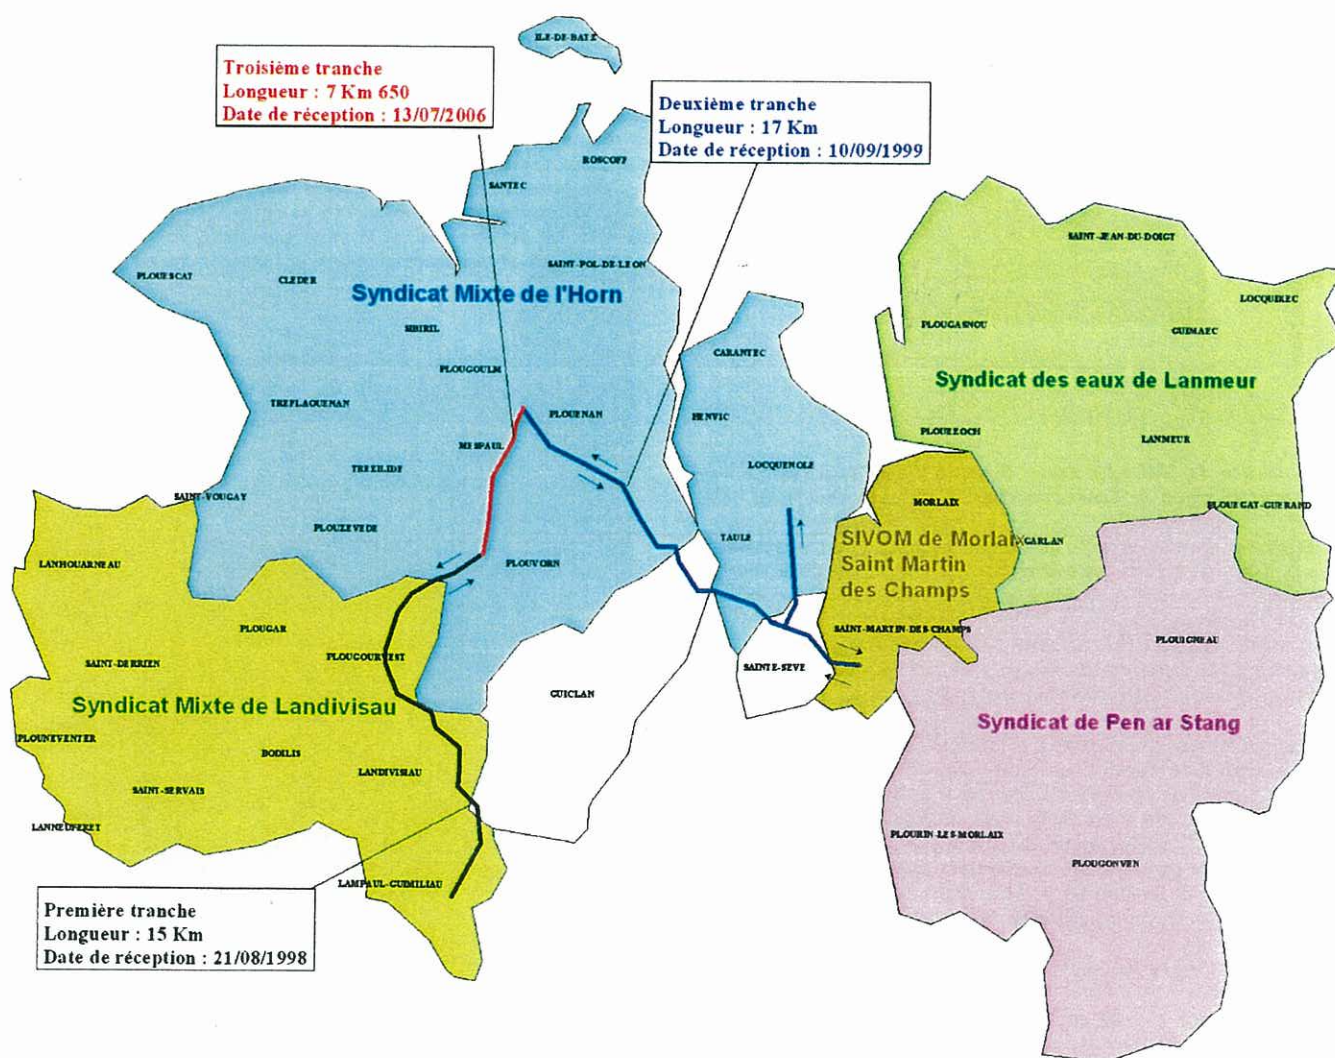 ILE-DE-BATZ
Troisième tranche
Longueur : 7 Km 650
Date de réception : 13/07/2006
Deuxième tranche
Longueur : 17 Km
Date de réception : 10/09/1999
ROSCOFF
SANTEC
SAINT-JEAN-DU-DOIGT
SAINT-POL-DE-LEON
PLOUESCAT
CLEDER
Syndicat Mixte de l'Horn
LOCQUIREC
SIBIRIL
PLOUGASNOU
GUIMAEC
CARANTEC
PLOUGOULM
Syndicat des eaux de Lanmeur
TREFLAOUENAN
PLOUENAN
HENVIC
PLOUEZOCH
LANMEUR
MESPAUL
TREZILIDE
LOCQUENOLE
SAINT-VOUGAY
MORLAIX
PLOUEGAT-GUERAND
PLOUZEVEDE
TAULE
SIVOM de Morlaix
GARLAN
Saint Martin
des Champs
LANHOUARNEAU
PLOUVORN
PLOUGAR
SAINT-MARTIN-DES-CHAMPS
PLOUIGNEAU
SAINT-DERRIEN
PLOUGOURVEST
SAINTE-SEVE
GUICLAN
Syndicat Mixte de Landivisau
Syndicat de Pen ar Stang
PLOUNEVENTER
BODILIS
LANDIVISIAU
SAINT-SERVAIS
LANNEUFFRET
PLOURIN-LES-MORLAIX
PLOUGONVEN
LAMPAUL-GUIMILIAU
Première tranche
Longueur : 15 Km
Date de réception : 21/08/1998